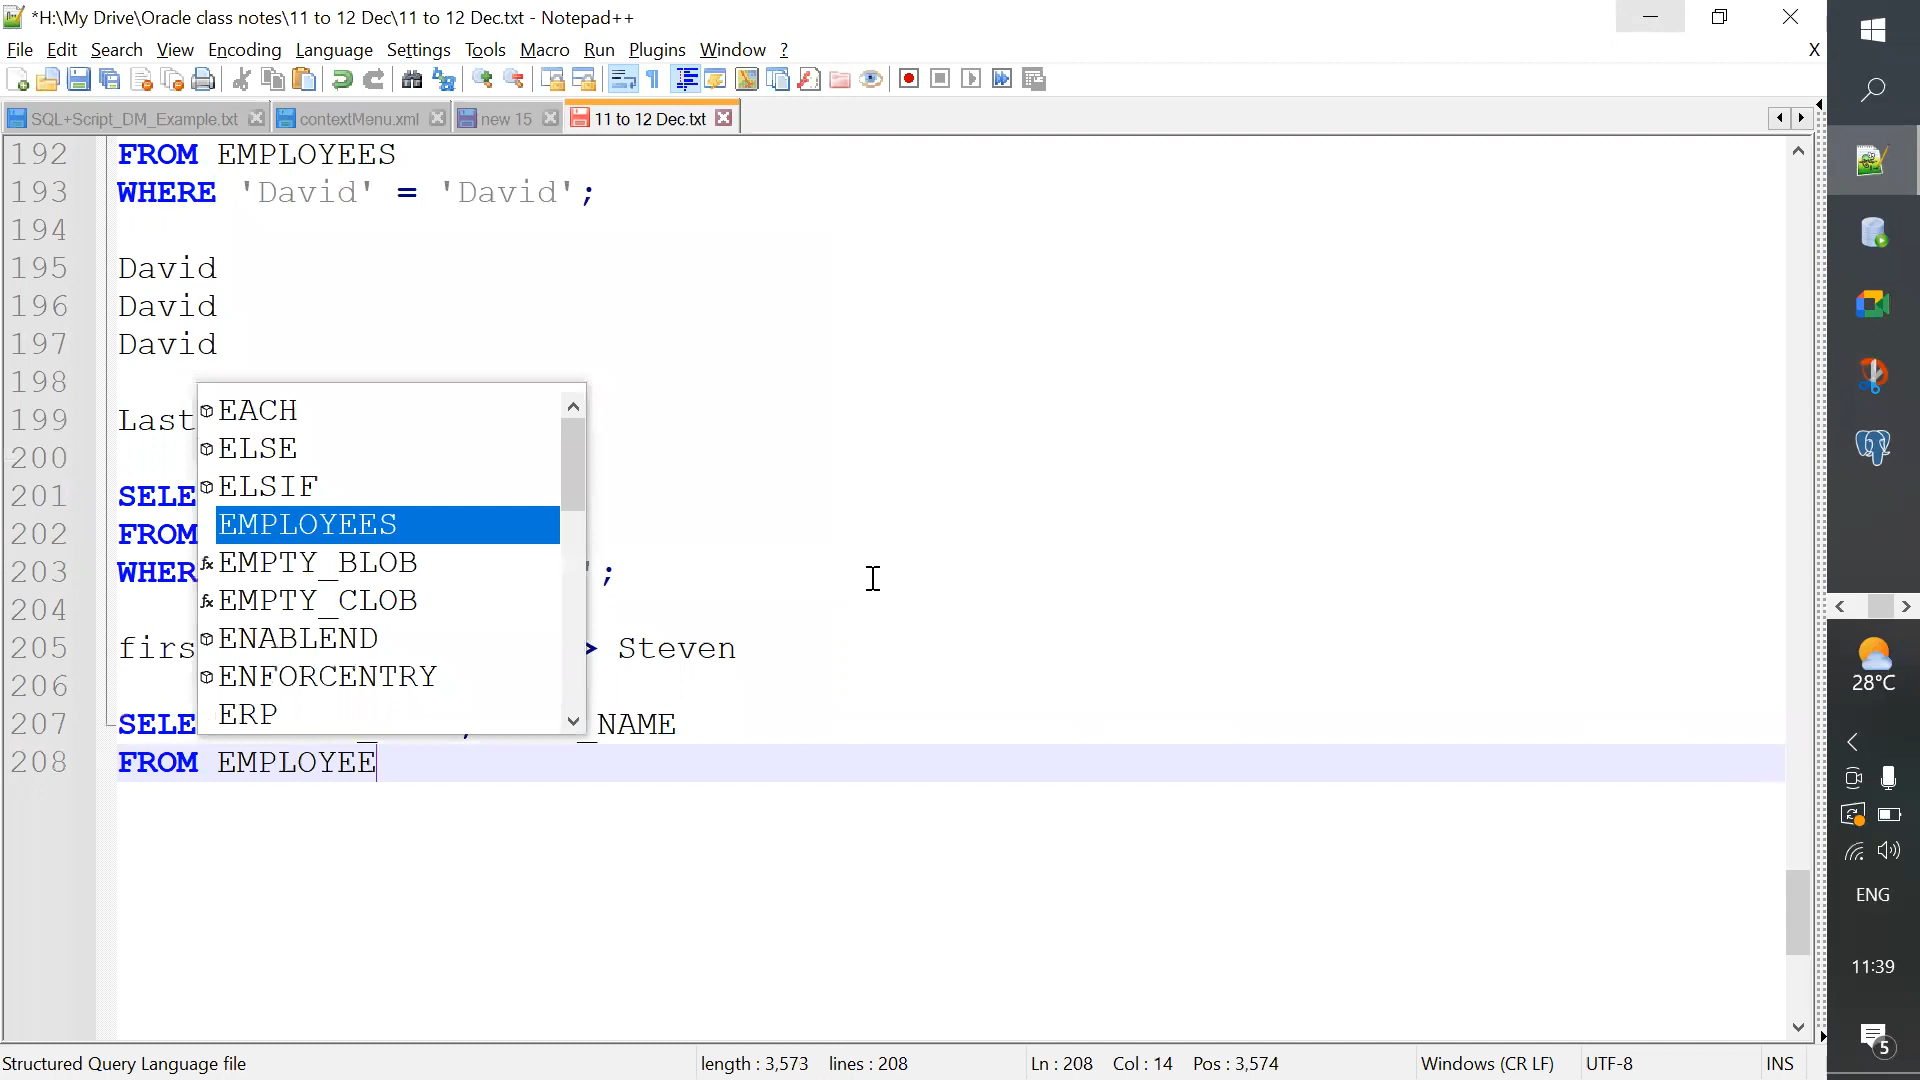 *H:\My Drive\Oracle class notes\11 to 12 Dec\11 to 12 Dec.txt - Notepad++
File Edit Search View Encoding Language Settings Tools Macro Run Plugins Window ?
X
SQL+Script_DM_Example.txt contextMenu.xml new 15 11 to 12 Dec.txt
192 FROM EMPLOYEES
193 WHERE 'David' = 'David';
194
195 David
196 David
197 David
198
199 Last
200
201 SELE
202 FROM
203 WHER ';
204
205 firs > Steven
206
207 SELE _NAME
208 FROM EMPLOYEE
EACH
ELSE
ELSIF
EMPLOYEES
EMPTY_BLOB
EMPTY_CLOB
ENABLEND
ENFORCENTRY
ERP
Structured Query Language file length : 3,573 lines : 208 Ln : 208 Col : 14 Pos : 3,574 Windows (CR LF) UTF-8 INS
28°C
ENG
11:39
5